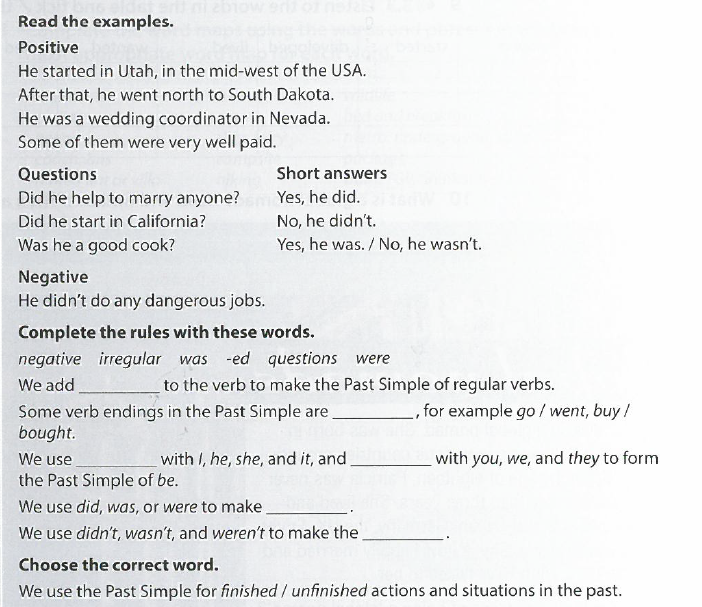 Read the examples.
Positive
He started in Utah, in the mid-west of the USA.
After that, he went north to South Dakota.
He was a wedding coordinator in Nevada.
Some of them were very well paid.
Questions Short answers
Did he help to marry anyone? Yes, he did.
Did he start in California? No, he didn't.
Was he a good cook? Yes, he was. / No, he wasn't.
Negative
He didn't do any dangerous jobs.
Complete the rules with these words.
negative irregular was -ed questions were
We add _________ to the verb to make the Past Simple of regular verbs.
Some verb endings in the Past Simple are _________, for example go / went, buy /
bought.
We use _________ with I, he, she, and it, and _________ with you, we, and they to form
the Past Simple of be.
We use did, was, or were to make _________.
We use didn't, wasn't, and weren't to make the _________.
Choose the correct word.
We use the Past Simple for finished / unfinished actions and situations in the past.